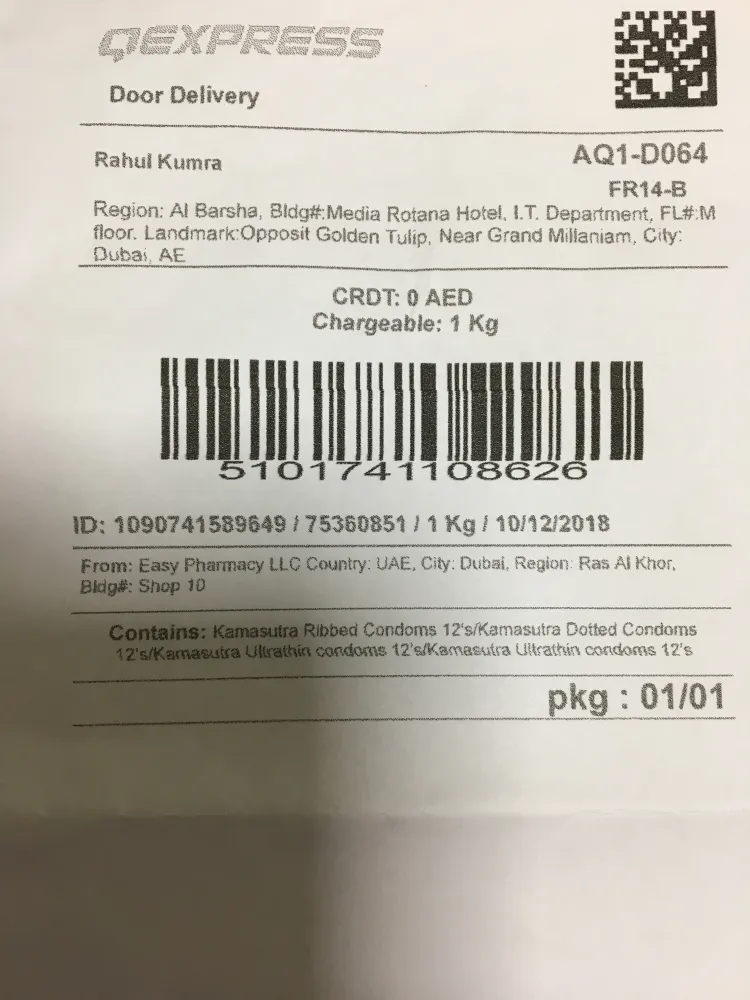 QEXPRESS
Door Delivery
Rahul Kumra
AQ1-D064
FR14-B
Region: Al Barsha, Bldg#:Media Rotana Hotel, I.T. Department, FL#:M
floor. Landmark:Opposit Golden Tulip, Near Grand Millaniam, City:
Dubai, AE
CRDT: 0 AED
Chargeable: 1 Kg
5101741108626
ID: 1090741589649 / 75360851 / 1 Kg / 10/12/2018
From: Easy Pharmacy LLC Country: UAE, City: Dubai, Region: Ras Al Khor,
Bldg#: Shop 10
Contains: Kamasutra Ribbed Condoms 12's/Kamasutra Dotted Condoms
12's/Kamasutra Ultrathin condoms 12's/Kamasutra Ultrathin condoms 12's
pkg : 01/01